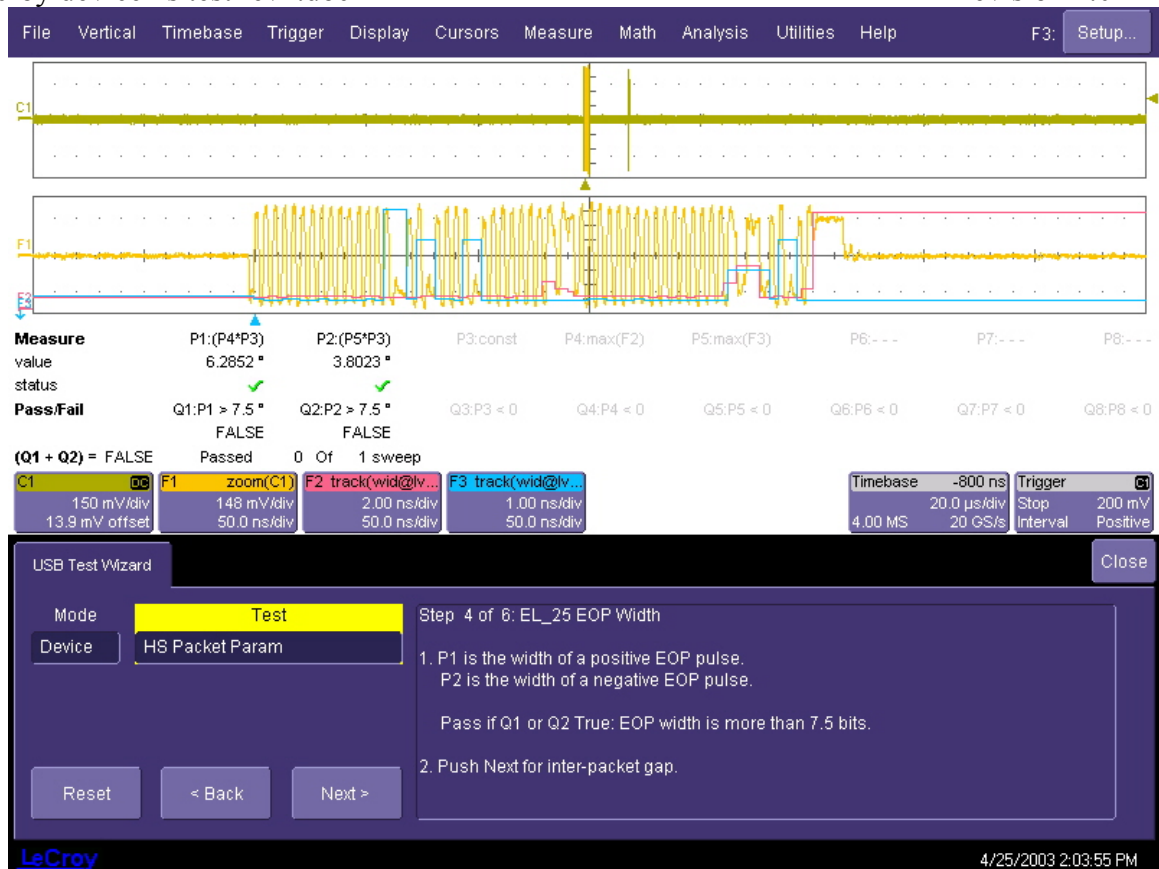 File Vertical Timebase Trigger Display Cursors Measure Math Analysis Utilities Help F3: Setup...
C1
F1
F2
Measure P1:(P4*P3) P2:(P5*P3) P3:const P4:max(F2) P5:max(F3) P6:- - - P7:- - - P8:- - -
value 6.2852 ° 3.8023 °
status
Pass/Fail Q1:P1 > 7.5 ° Q2:P2 > 7.5 ° Q3:P3 < 0 Q4:P4 < 0 Q5:P5 < 0 Q6:P6 < 0 Q7:P7 < 0 Q8:P8 < 0
FALSE FALSE
(Q1 + Q2) = FALSE Passed 0 Of 1 sweep
C1 DC F1 zoom(C1) F2 track(wid@lv... F3 track(wid@lv... Timebase -800 ns Trigger C1
150 mV/div 148 mV/div 2.00 ns/div 1.00 ns/div 20.0 µs/div Stop 200 mV
13.9 mV offset 50.0 ns/div 50.0 ns/div 50.0 ns/div 4.00 MS 20 GS/s Interval Positive
USB Test Wizard Close
Mode Test Step 4 of 6: EL_25 EOP Width
Device HS Packet Param
1. P1 is the width of a positive EOP pulse.
P2 is the width of a negative EOP pulse.
Pass if Q1 or Q2 True: EOP width is more than 7.5 bits.
2. Push Next for inter-packet gap.
Reset < Back Next >
LeCroy 4/25/2003 2:03:55 PM